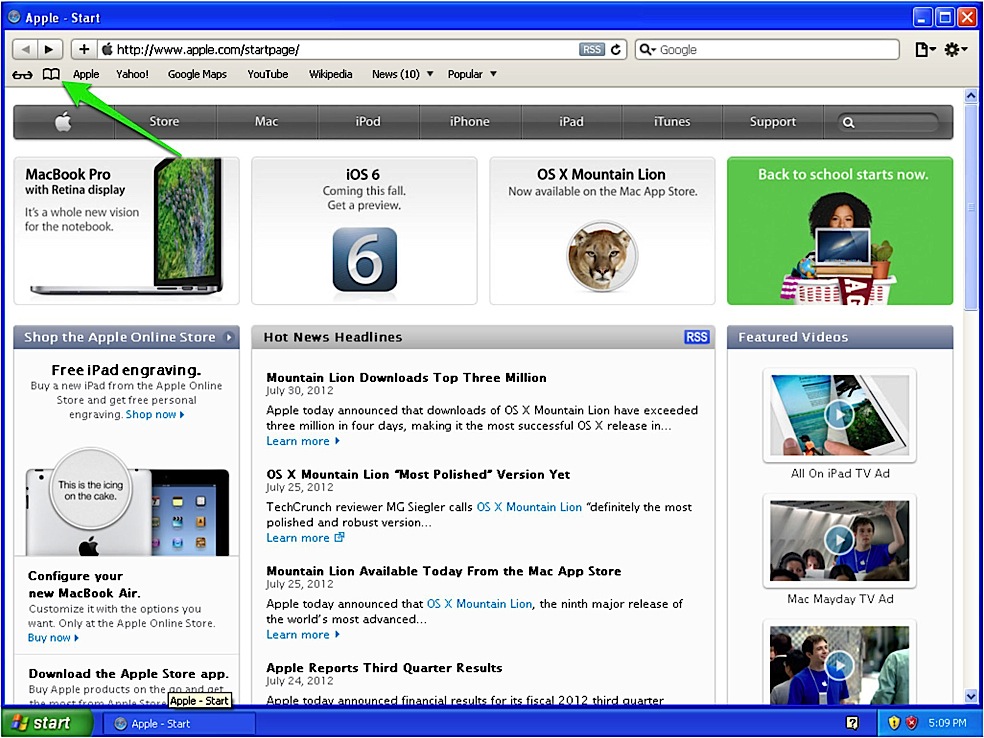 Apple - Start
http://www.apple.com/startpage/
RSS
Google
Apple Yahoo! Google Maps YouTube Wikipedia News (10) Popular
Store Mac iPod iPhone iPad iTunes Support
MacBook Pro
with Retina display
It's a whole new vision
for the notebook.
iOS 6
Coming this fall.
Get a preview.
6
OS X Mountain Lion
Now available on the Mac App Store.
Back to school starts now.
Shop the Apple Online Store
Free iPad engraving.
Buy a new iPad from the Apple Online
Store and get free personal
engraving. Shop now
This is the icing
on the cake.
Configure your
new MacBook Air.
Customize it with the options you
want. Only at the Apple Online Store.
Buy now
Download the Apple Store app.
Buy Apple products on the go and get
the most from Apple Store
Apple - Start
Hot News Headlines
RSS
Mountain Lion Downloads Top Three Million
July 30, 2012
Apple today announced that downloads of OS X Mountain Lion have exceeded
three million in four days, making it the most successful OS X release in...
Learn more
OS X Mountain Lion “Most Polished” Version Yet
July 25, 2012
TechCrunch reviewer MG Siegler calls OS X Mountain Lion “definitely the most
polished and robust version...
Learn more
Mountain Lion Available Today From the Mac App Store
July 25, 2012
Apple today announced that OS X Mountain Lion, the ninth major release of
the world's most advanced...
Learn more
Apple Reports Third Quarter Results
July 24, 2012
Apple today announced financial results for its fiscal 2012 third quarter
Featured Videos
All On iPad TV Ad
Mac Mayday TV Ad
start
Apple - Start
5:09 PM